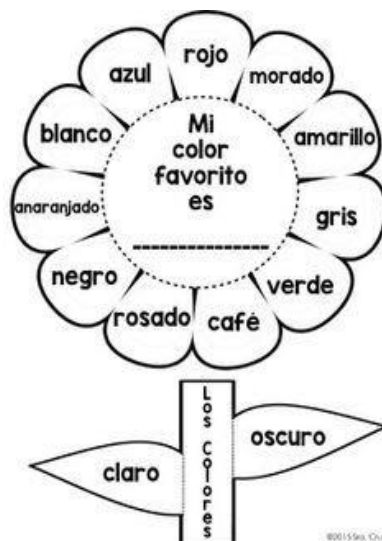 rojo
morado
amarillo
gris
verde
café
rosado
negro
anaranjado
blanco
azul
Mi
color
favorito
es
Los Colores
claro
oscuro